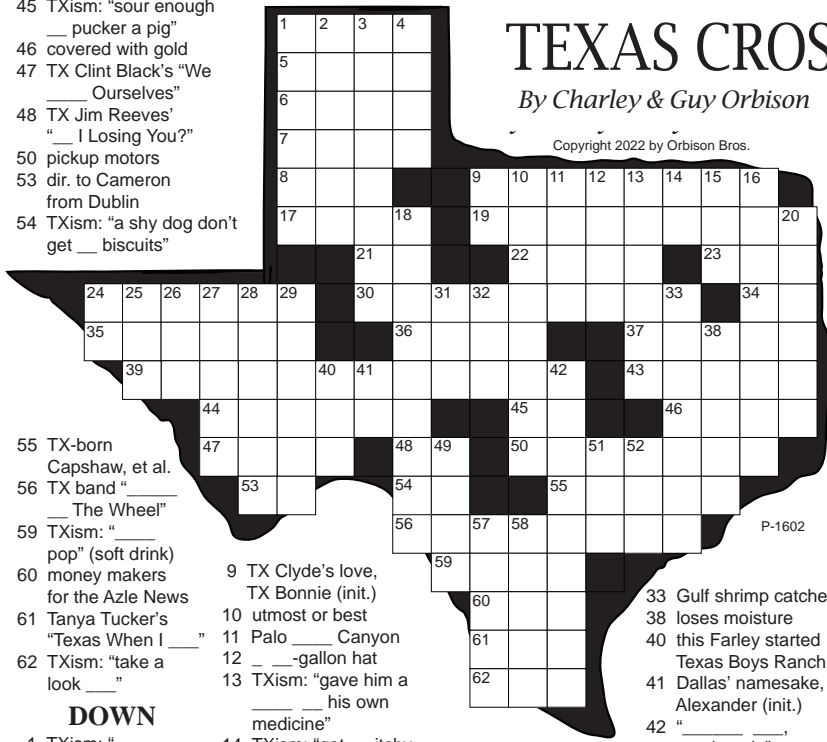 45 TXism: “sour enough
__ pucker a pig”
46 covered with gold
47 TX Clint Black’s “We
____ Ourselves”
48 TX Jim Reeves’
“__ I Losing You?”
50 pickup motors
53 dir. to Cameron
from Dublin
54 TXism: “a shy dog don’t
get __ biscuits”
TEXAS CROS
By Charley & Guy Orbison
Copyright 2022 by Orbison Bros.
1 2 3 4
5
6
7
8 9 10 11 12 13 14 15 16
17 18 19 20
21 22 23
24 25 26 27 28 29 30 31 32 33 34
35 36 37 38
39 40 41 42 43
44 45 46
47 48 49 50 51 52
53 54 55
56 57 58
59
60
61
62
P-1602
55 TX-born
Capshaw, et al.
56 TX band “_____
__ The Wheel”
59 TXism: “____
pop” (soft drink)
60 money makers
for the Azle News
61 Tanya Tucker’s
“Texas When I ___”
62 TXism: “take a
look ___”
DOWN
9 TX Clyde’s love,
TX Bonnie (init.)
10 utmost or best
11 Palo ____ Canyon
12 _ __-gallon hat
13 TXism: “gave him a
____ __ his own
medicine”
33 Gulf shrimp catche
38 loses moisture
40 this Farley started
Texas Boys Ranch
41 Dallas’ namesake,
Alexander (init.)
42 “______ ___,